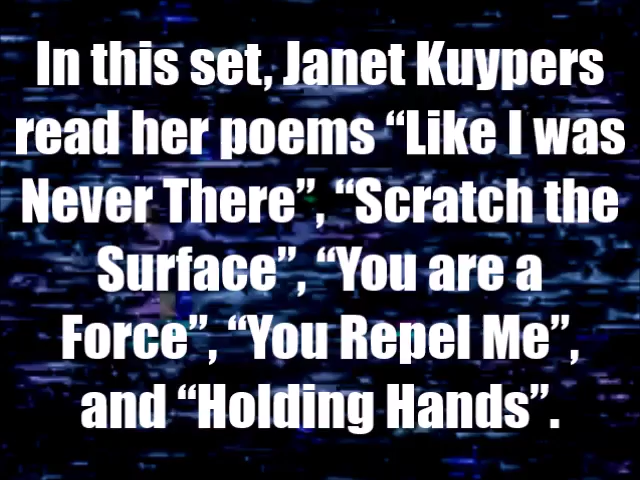 In this set, Janet Kuypers
read her poems “Like I was
Never There”, “Scratch the
Surface”, “You are a
Force”, “You Repel Me”,
and “Holding Hands”.